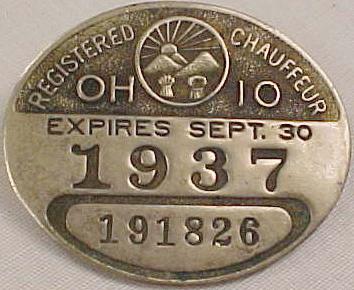 REGISTERED CHAUFFEUR
OHIO
EXPIRES SEPT. 30
1937
191826